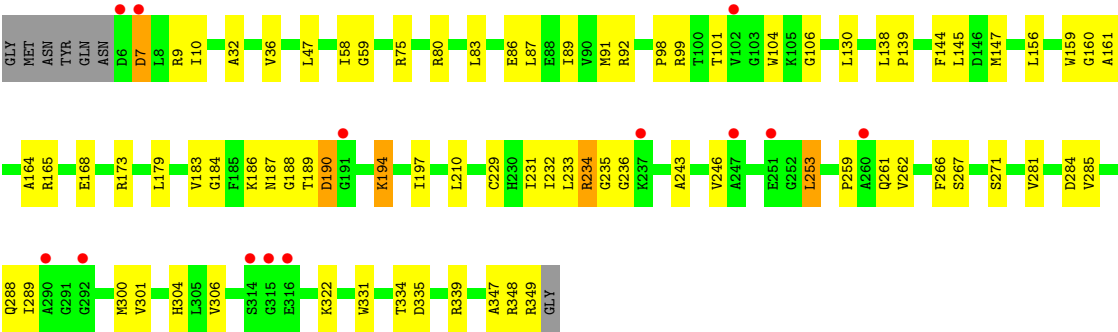 GLY MET ASN TYR GLN ASN D6 D7 L8 R9 I10 A32 V36 L47 I58 G59 R75 R80 L83 E86 L87 E88 I89 V90 M91 R92 P98 R99 T100 T101 V102 G103 W104 K105 G106 L130 L138 P139 F144 L145 D146 M147 L156 W159 G160 A161
A164 R165 E168 R173 L179 V183 G184 F185 K186 N187 G188 T189 D190 G191 K194 I197 L210 C229 H230 I231 I232 L233 R234 G235 G236 K237 A243 V246 A247 E251 G252 L253 P259 A260 Q261 V262 F266 S267 S271 V281 D284 V285
Q288 I289 A290 G291 G292 M300 V301 H304 L305 V306 S314 G315 E316 K322 W331 T334 D335 R339 A347 R348 R349 GLY